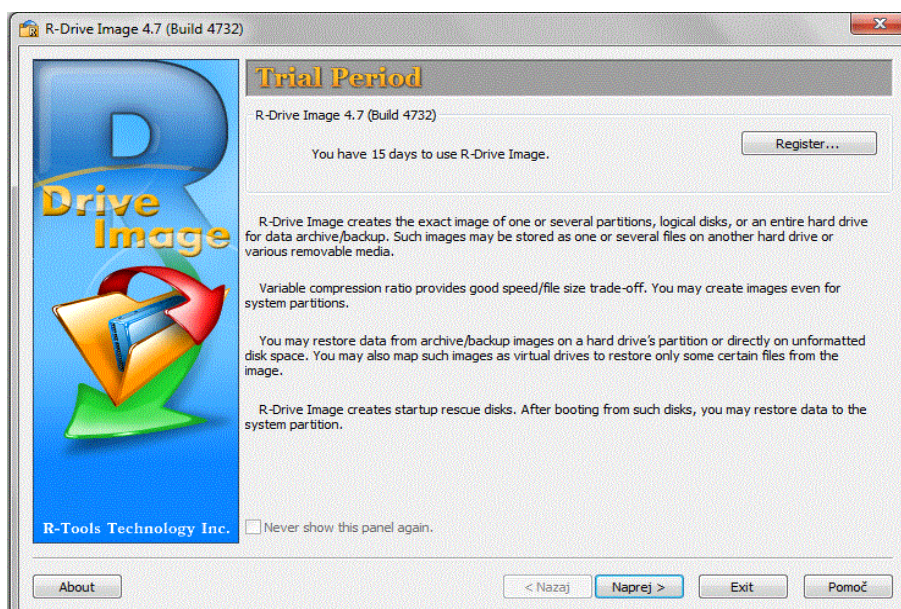 R-Drive Image 4.7 (Build 4732)
R
Drive
Image
R-Tools Technology Inc.
Trial Period
R-Drive Image 4.7 (Build 4732)
You have 15 days to use R-Drive Image.
Register...
R-Drive Image creates the exact image of one or several partitions, logical disks, or an entire hard drive
for data archive/backup. Such images may be stored as one or several files on another hard drive or
various removable media.
Variable compression ratio provides good speed/file size trade-off. You may create images even for
system partitions.
You may restore data from archive/backup images on a hard drive's partition or directly on unformatted
disk space. You may also map such images as virtual drives to restore only some certain files from the
image.
R-Drive Image creates startup rescue disks. After booting from such disks, you may restore data to the
system partition.
Never show this panel again.
About
< Nazaj
Naprej >
Exit
Pomoč